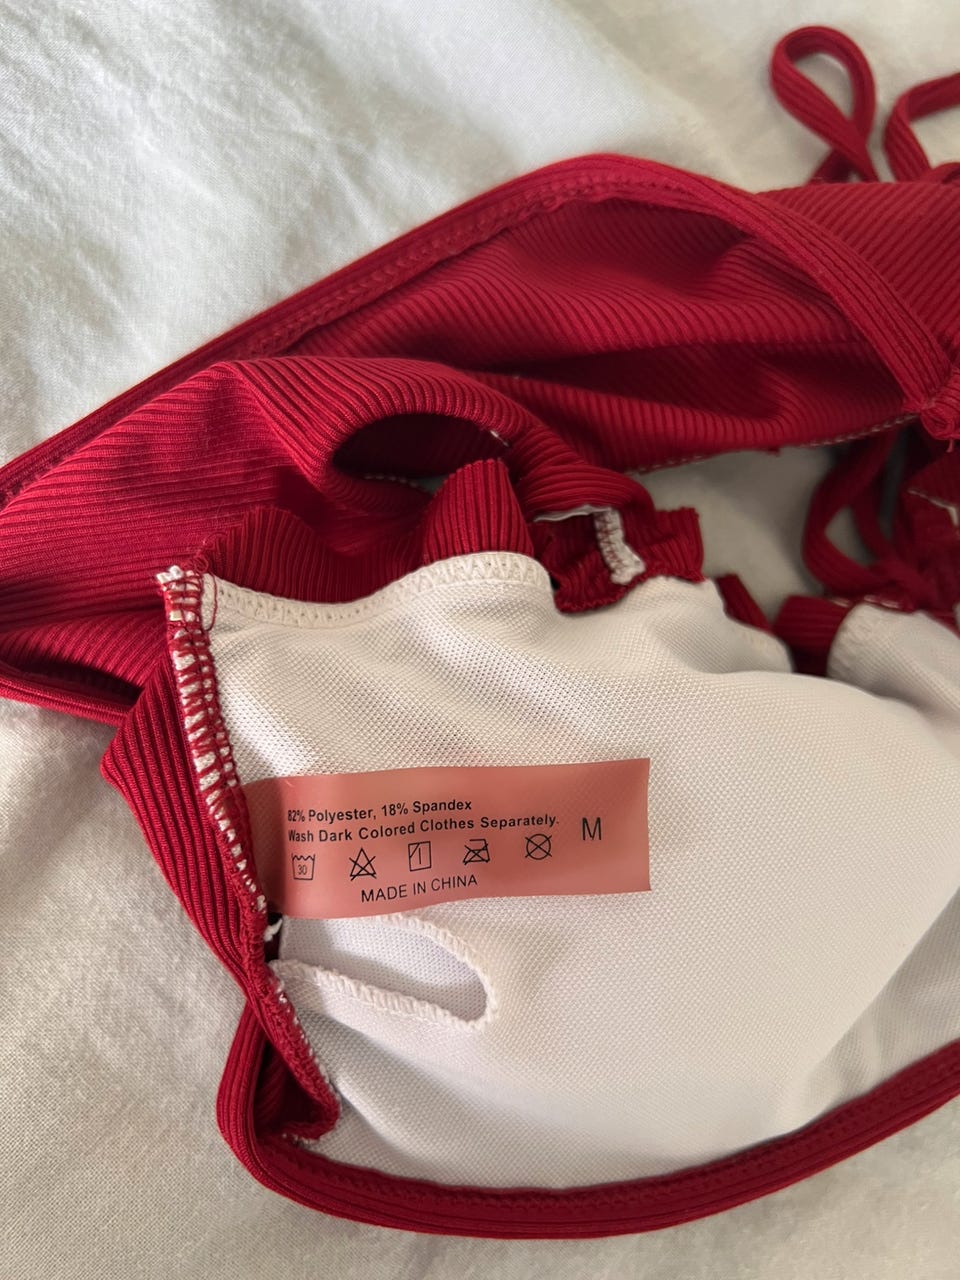 82% Polyester, 18% Spandex
Wash Dark Colored Clothes Separately.
M
30
MADE IN CHINA